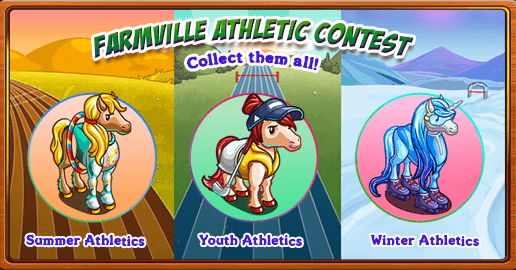 FARMVILLE ATHLETIC CONTEST
Collect them all!
Summer Athletics
Youth Athletics
Winter Athletics